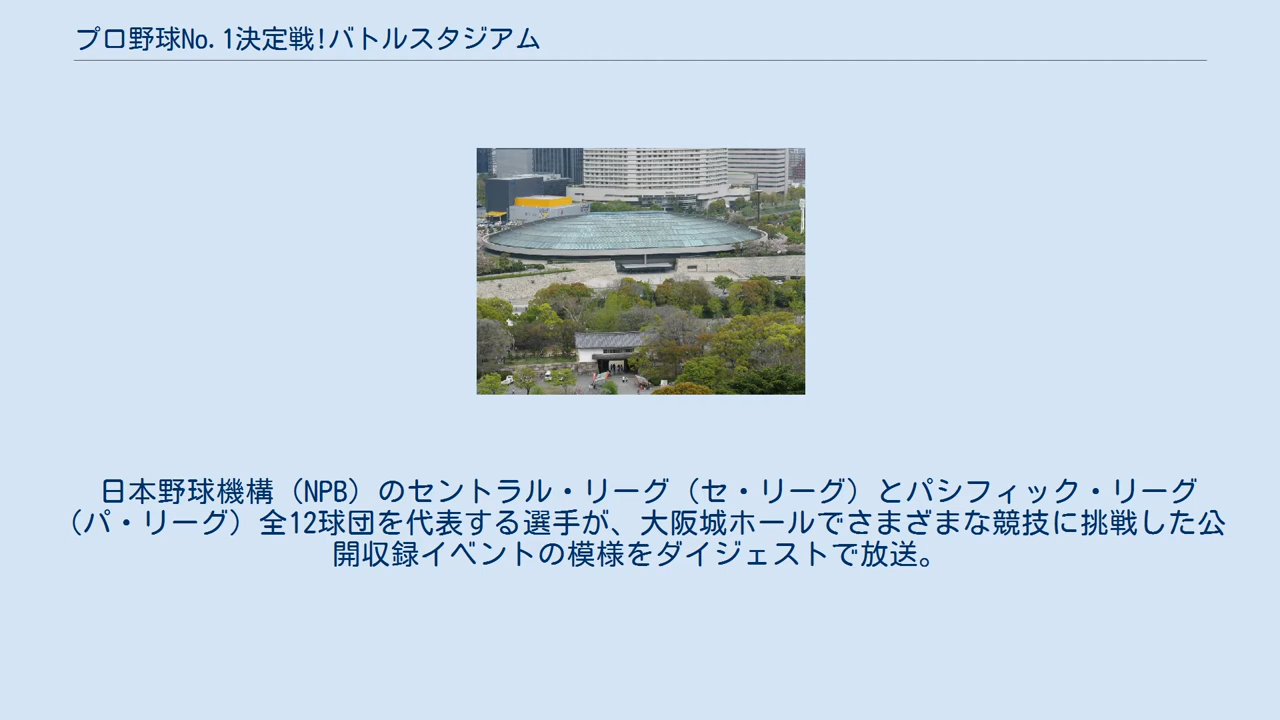 プロ野球No.1決定戦!バトルスタジアム
日本野球機構（NPB）のセントラル・リーグ（セ・リーグ）とパシフィック・リーグ
（パ・リーグ）全12球団を代表する選手が、大阪城ホールでさまざまな競技に挑戦した公
開収録イベントの模様をダイジェストで放送。